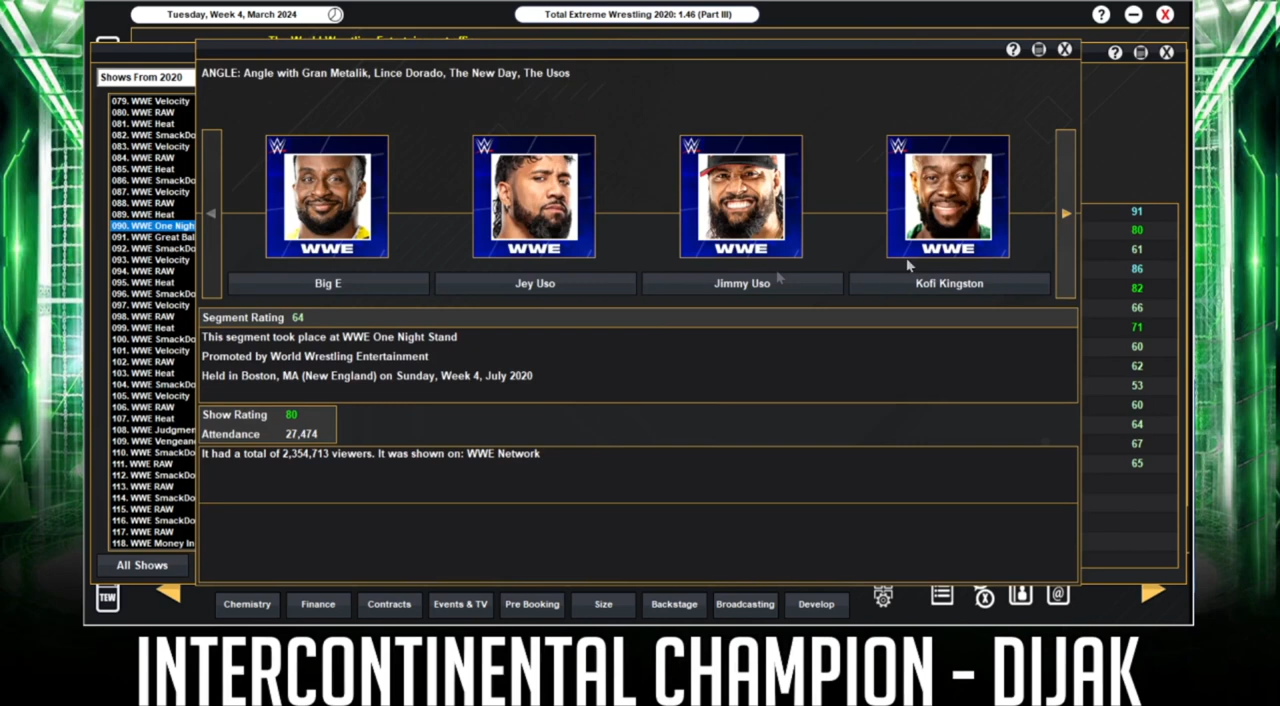 Tuesday, Week 4, March 2024
Total Extreme Wrestling 2020: 1.46 (Part III)
Shows From 2020
ANGLE: Angle with Gran Metalik, Lince Dorado, The New Day, The Usos
079. WWE Velocity
080. WWE RAW
081. WWE Heat
082. WWE SmackDo
083. WWE Velocity
084. WWE RAW
085. WWE Heat
086. WWE SmackDo
087. WWE Velocity
088. WWE RAW
089. WWE Heat
090. WWE One Nigh
091. WWE Great Bal
092. WWE SmackDo
093. WWE Velocity
094. WWE RAW
095. WWE Heat
096. WWE SmackDo
097. WWE Velocity
098. WWE RAW
099. WWE Heat
100. WWE SmackDo
101. WWE Velocity
102. WWE RAW
103. WWE Heat
104. WWE SmackDo
105. WWE Velocity
106. WWE RAW
107. WWE Heat
108. WWE Judgmen
109. WWE Vengean
110. WWE SmackDo
111. WWE RAW
112. WWE SmackDo
113. WWE RAW
114. WWE SmackDo
115. WWE RAW
116. WWE SmackDo
117. WWE RAW
118. WWE Money In
All Shows
WWE
WWE
WWE
WWE
Big E
Jey Uso
Jimmy Uso
Kofi Kingston
Segment Rating 64
This segment took place at WWE One Night Stand
Promoted by World Wrestling Entertainment
Held in Boston, MA (New England) on Sunday, Week 4, July 2020
Show Rating 80
Attendance 27,474
It had a total of 2,354,713 viewers. It was shown on: WWE Network
91
80
61
86
82
66
71
60
62
53
60
64
67
65
TEW
Chemistry
Finance
Contracts
Events & TV
Pre Booking
Size
Backstage
Broadcasting
Develop
INTERCONTINENTAL CHAMPION - DIJAK